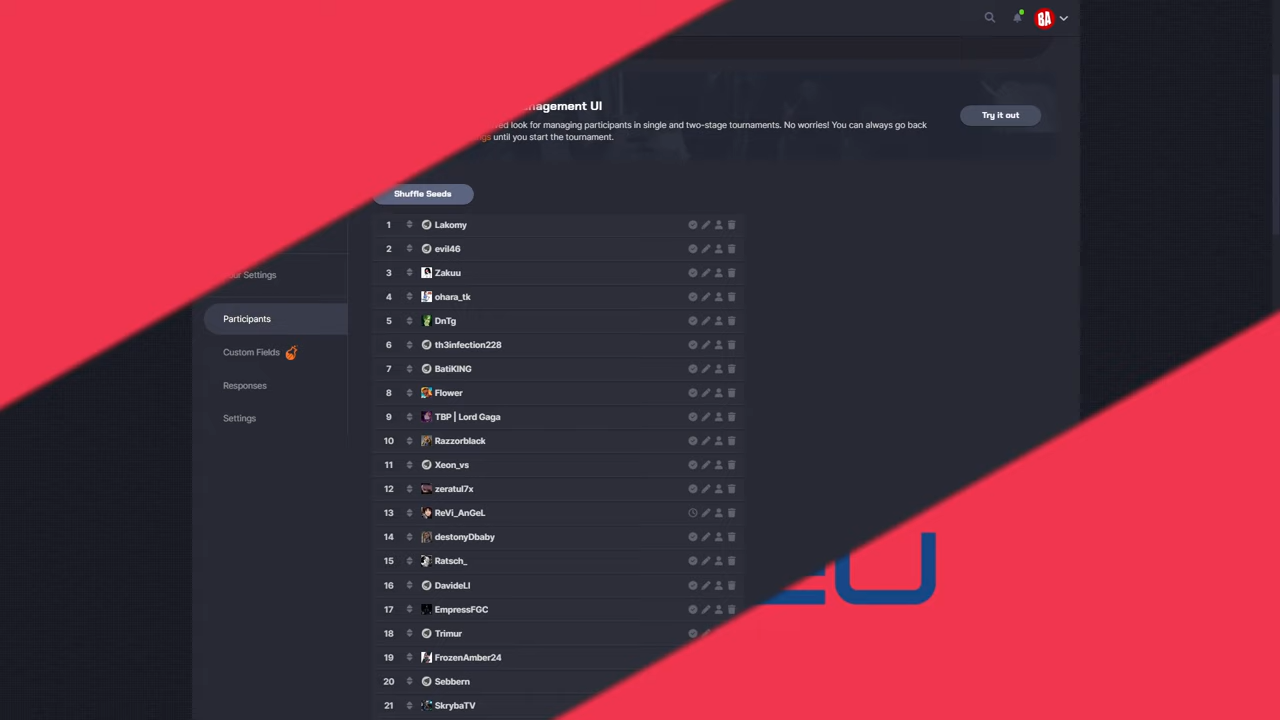 BA
Management UI
look for managing participants in single and two-stage tournaments. No worries! You can always go back
until you start the tournament.
Try it out
Shuffle Seeds
Settings
Participants
Custom Fields
Responses
Settings
1 Lakomy
2 evil46
3 Zakuu
4 ohara_tk
5 DnTg
6 th3infection228
7 BatiKING
8 Flower
9 TBP | Lord Gaga
10 Razzorblack
11 Xeon_vs
12 zeratul7x
13 ReVi_AnGeL
14 destonyDbaby
15 Ratsch_
16 DavideLI
17 EmpressFGC
18 Trimur
19 FrozenAmber24
20 Sebbern
21 SkrybaTV